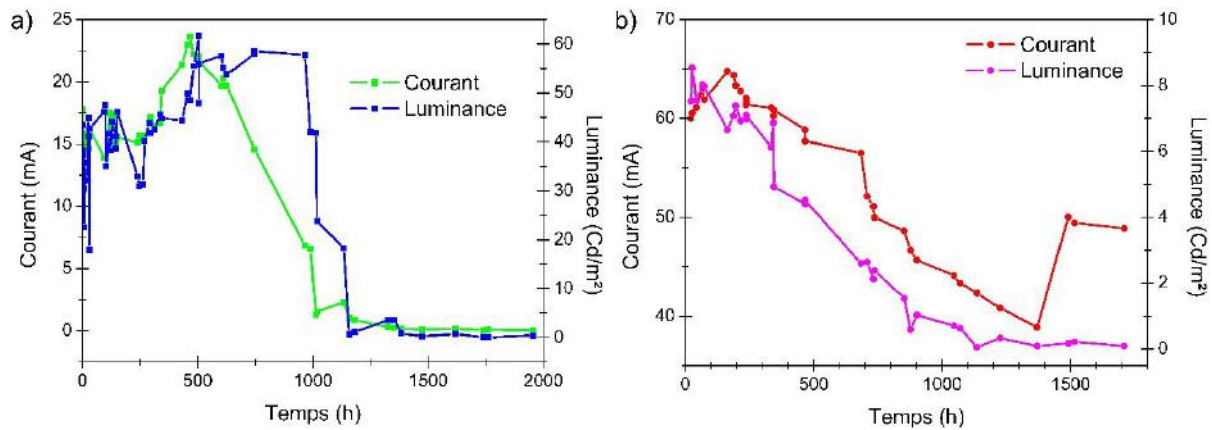 a)
Courant (mA)
25
20
15
10
5
0
Courant
Luminance
60
50
40
30
20
10
0
Luminance (Cd/m²)
0
500
1000
1500
2000
Temps (h)
b)
Courant (mA)
70
60
50
40
Courant
Luminance
10
8
6
4
2
0
Luminance (Cd/m²)
0
500
1000
1500
Temps (h)